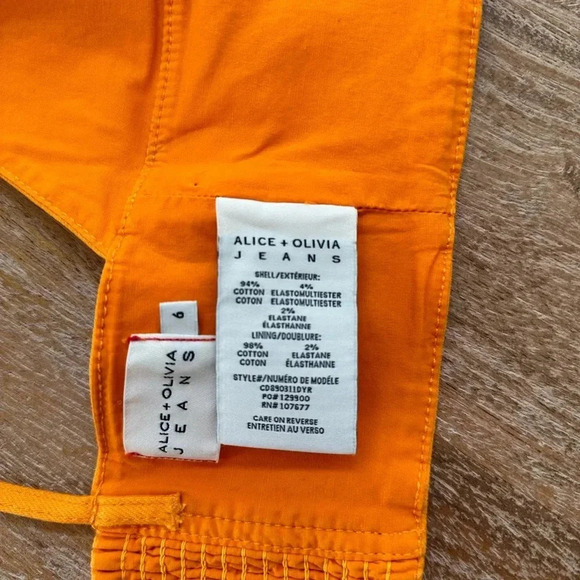 ALICE + OLIVIA
JEANS
SHELL/EXTÉRIEUR:
94% 4%
COTTON ELASTOMULTIESTER
COTON ELASTOMULTIESTER
2%
ELASTANE
ÉLASTHANNE
LINING/DOUBLURE:
98% 2%
COTTON ELASTANE
COTON ÉLASTHANNE
STYLE#/NUMÉRO DE MODÈLE
CD890311DYR
PO#129900
RN#107677
CARE ON REVERSE
ENTRETIEN AU VERSO
6
ALICE + OLIVIA
JEANS